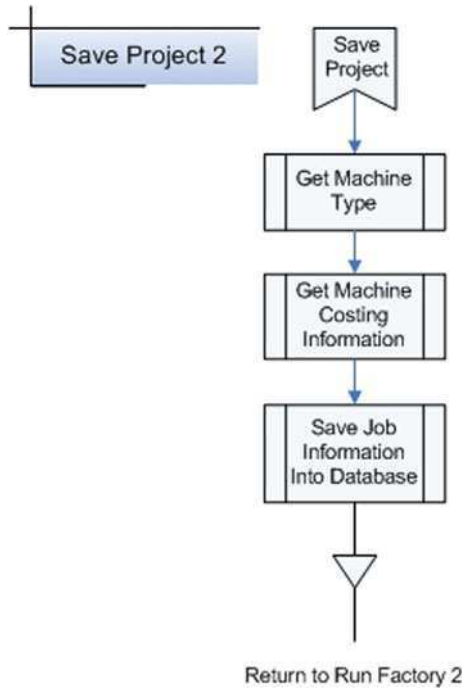 Save Project 2
Save
Project
Get Machine
Type
Get Machine
Costing
Information
Save Job
Information
Into Database
Return to Run Factory 2